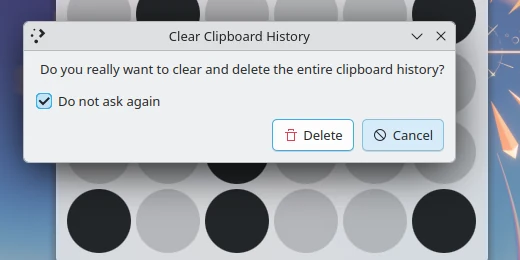 Clear Clipboard History
Do you really want to clear and delete the entire clipboard history?
Do not ask again
Delete
Cancel